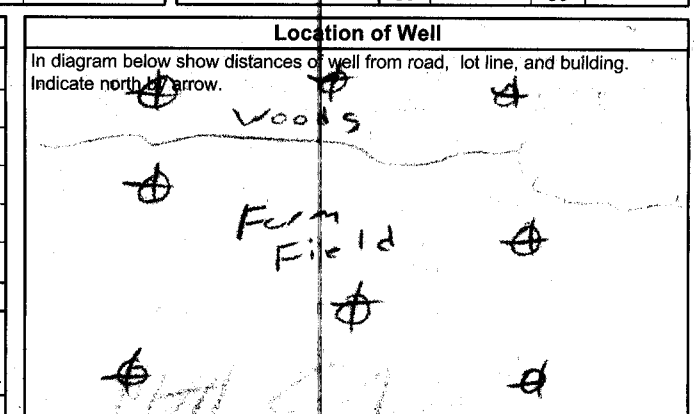 Location of Well
In diagram below show distances of well from road, lot line, and building.
Indicate north by arrow.
Woods
Farm
Field